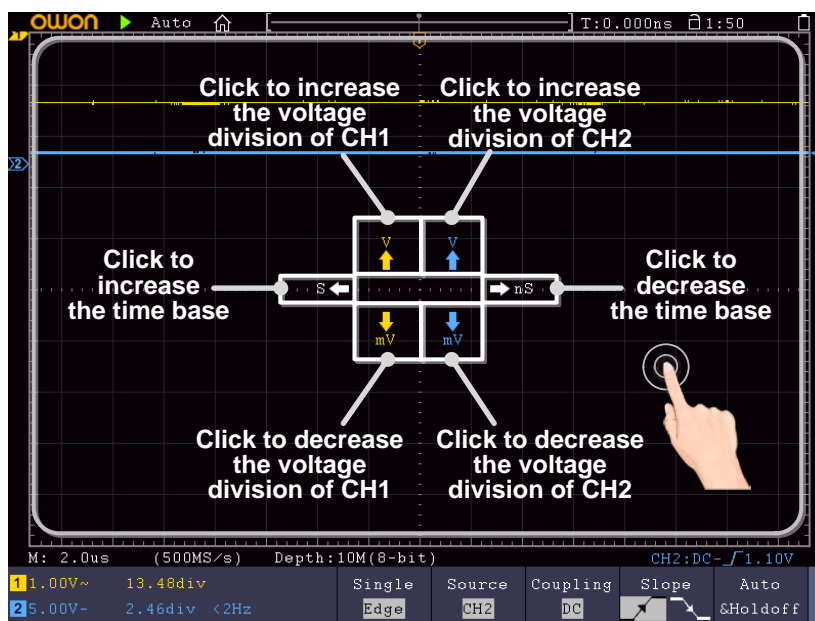 owon Auto T:0.000ns 1:50
1
2
Click to increase
the voltage
division of CH1
Click to increase
the voltage
division of CH2
V V
Click to
increase
the time base
S nS
Click to
decrease
the time base
mV mV
Click to decrease
the voltage
division of CH1
Click to decrease
the voltage
division of CH2
M: 2.0us (500MS/s) Depth:10M(8-bit) CH2:DC- 1.10V
1 1.00V~ 13.48div
2 5.00V- 2.46div <2Hz
Single Source Coupling Slope Auto
Edge CH2 DC &Holdoff